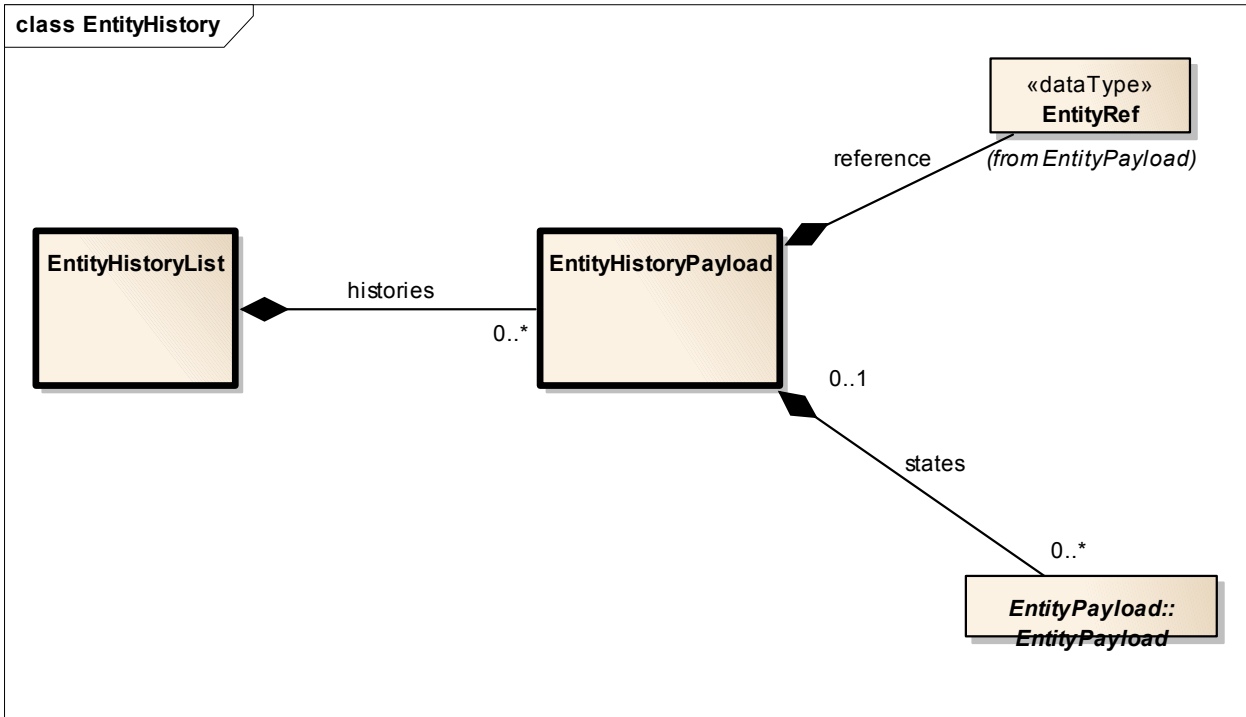 class EntityHistory
«dataType»
EntityRef
(from EntityPayload)
reference
EntityHistoryList
histories
0..*
EntityHistoryPayload
0..1
states
0..*
EntityPayload::
EntityPayload